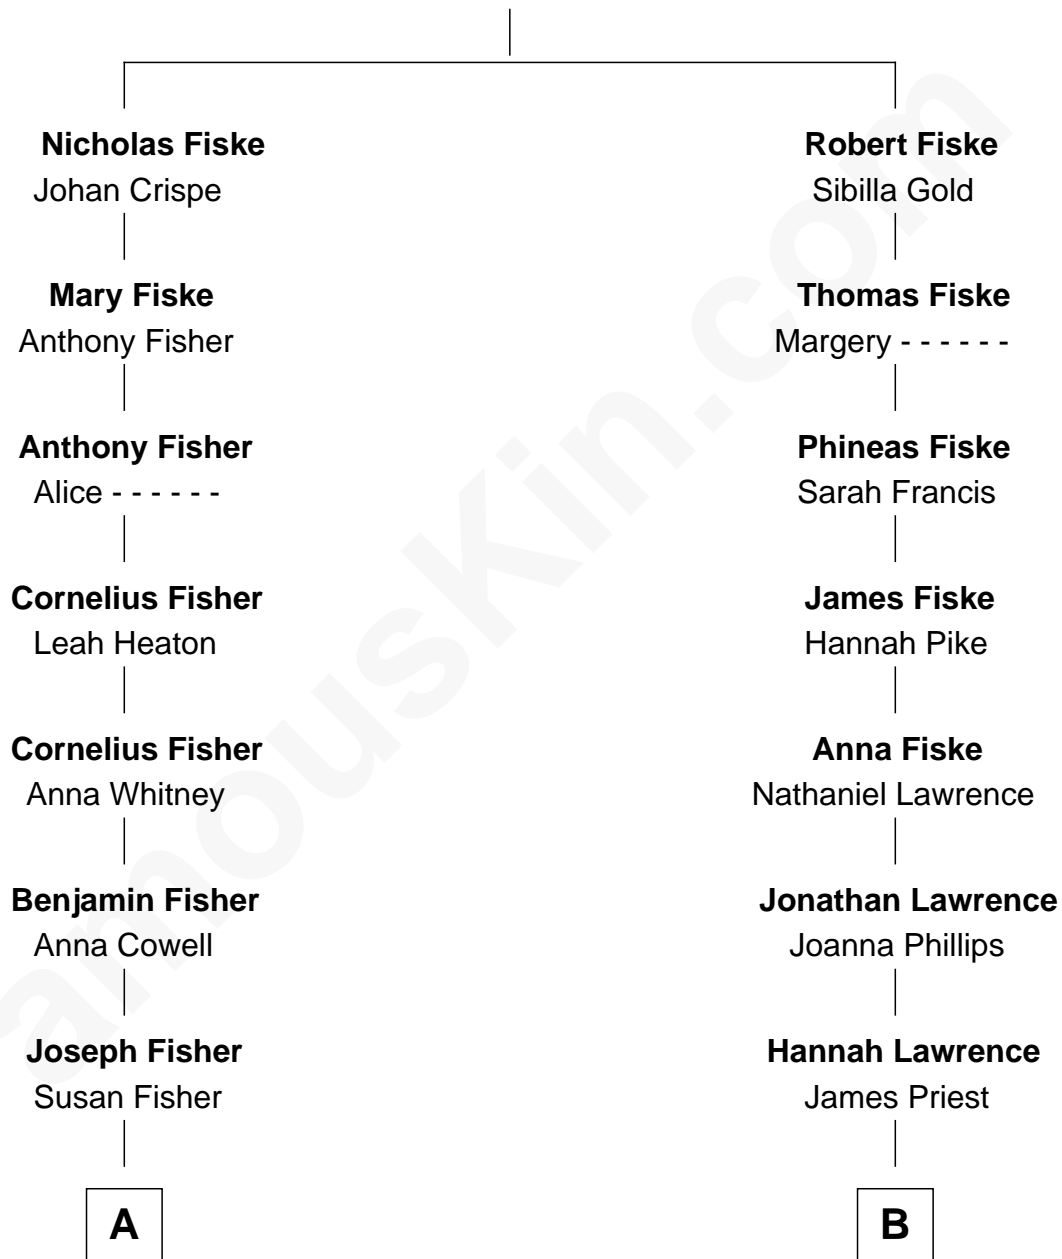 Nicholas Fiske
Johan Crispe
Robert Fiske
Sibilla Gold
Mary Fiske
Anthony Fisher
Thomas Fiske
Margery - - - - - -
Anthony Fisher
Alice - - - - - -
Phineas Fiske
Sarah Francis
Cornelius Fisher
Leah Heaton
James Fiske
Hannah Pike
Cornelius Fisher
Anna Whitney
Anna Fiske
Nathaniel Lawrence
Benjamin Fisher
Anna Cowell
Jonathan Lawrence
Joanna Phillips
Joseph Fisher
Susan Fisher
Hannah Lawrence
James Priest
A
B
amouskin.com